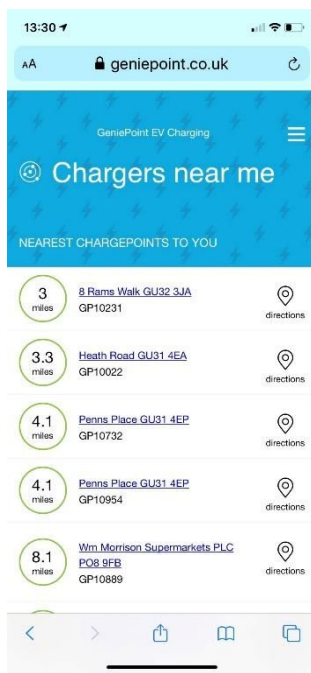 13:30
AA geniepoint.co.uk
GeniePoint EV Charging
Chargers near me
NEAREST CHARGEPOINTS TO YOU
3 miles
8 Rams Walk GU32 3JA
GP10231
directions
3.3 miles
Heath Road GU31 4EA
GP10022
directions
4.1 miles
Penns Place GU31 4EP
GP10732
directions
4.1 miles
Penns Place GU31 4EP
GP10954
directions
8.1 miles
Wm Morrison Supermarkets PLC
PO8 9FB
GP10889
directions